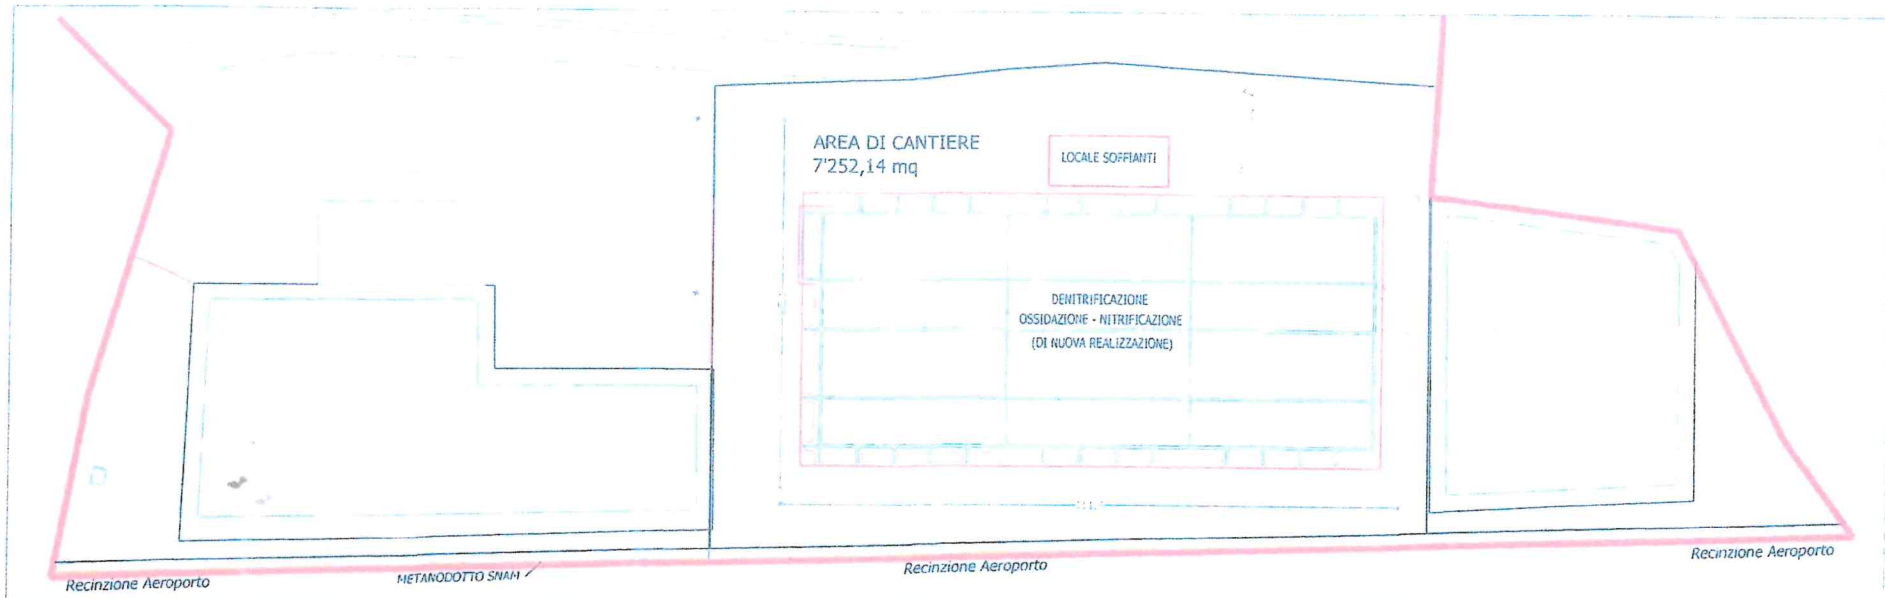 AREA DI CANTIERE
7'252,14 mq
LOCALE SOFFIANTI
DENITRIFICAZIONE
OSSIDAZIONE - NITRIFICAZIONE
(DI NUOVA REALIZZAZIONE)
Recinzione Aeroporto
METANODOTTO SNAM
Recinzione Aeroporto
Recinzione Aeroporto